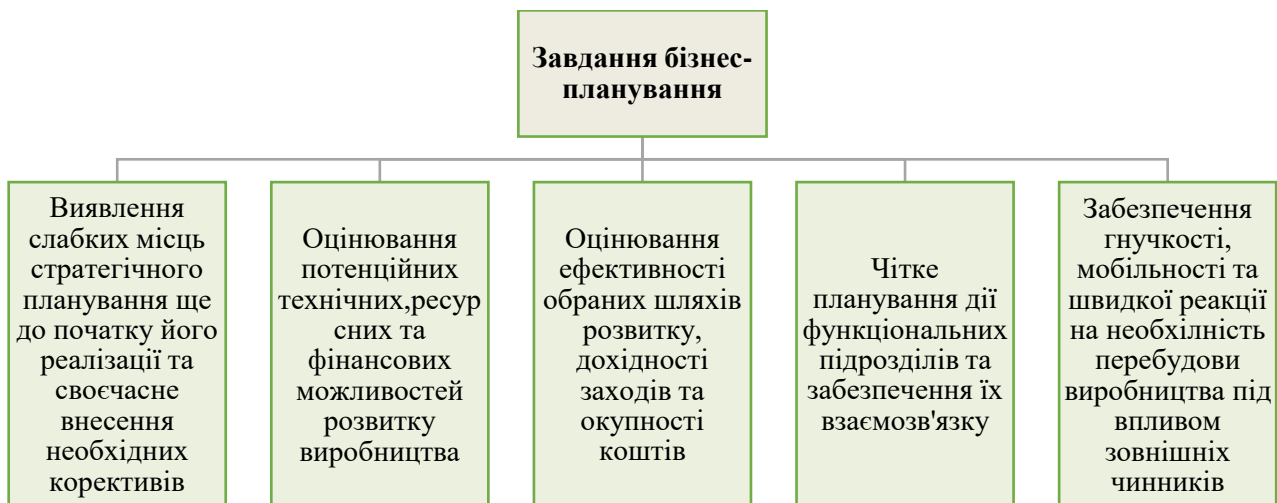 Завдання бізнес-
планування
Виявлення
слабких місць
стратегічного
планування ще
до початку його
реалізації та
своєчасне
внесення
необхідних
корективів
Оцінювання
потенційних
технічних,ресур
сних та
фінансових
можливостей
розвитку
виробництва
Оцінювання
ефективності
обраних шляхів
розвитку,
дохідності
заходів та
окупності
коштів
Чітке
планування дії
функціональних
підрозділів та
забезпечення їх
взаємозв'язку
Забезпечення
гнучкості,
мобільності та
швидкої реакції
на необхілність
перебудови
виробництва під
впливом
зовнішніх
чинників